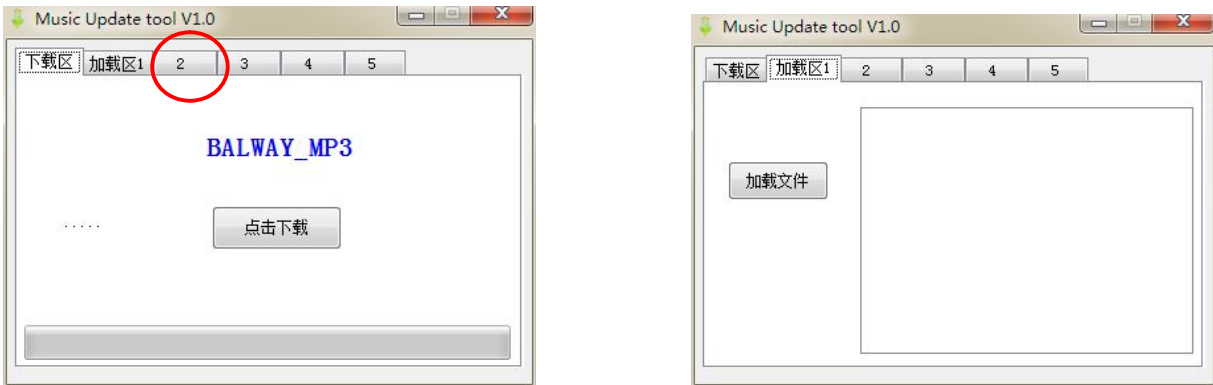 Music Update tool V1.0
下载区 加载区1 2 3 4 5
BALWAY_MP3
..... 点击下载
Music Update tool V1.0
下载区 加载区1 2 3 4 5
加载文件